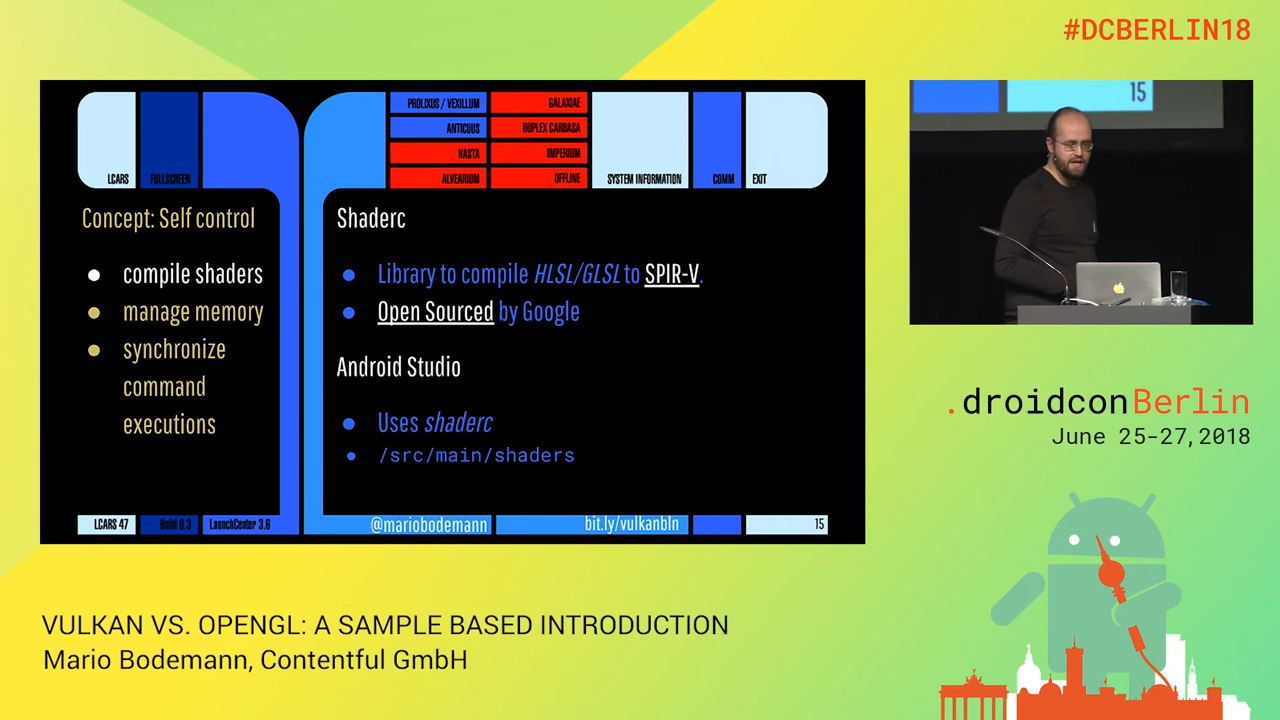 #DCBERLIN18
15
LCARS
FULLSCREEN
PROLIXUS / VEXILLUM
GALAXIAE
ANTICUUS
DUPLEX CARBASA
HASTA
IMPERIUM
ALVEARIUM
OFFLINE
SYSTEM INFORMATION
COMM
EXIT
Concept: Self control
● compile shaders
● manage memory
● synchronize
command
executions
Shaderc
● Library to compile HLSL/GLSL to SPIR-V.
● Open Sourced by Google
Android Studio
● Uses shaderc
● /src/main/shaders
LCARS 47
Build 6.3
LaunchCenter 3.6
@mariobodemann
bit.ly/vulkanbln
15
.droidconBerlin
June 25-27, 2018
VULKAN VS. OPENGL: A SAMPLE BASED INTRODUCTION
Mario Bodemann, Contentful GmbH